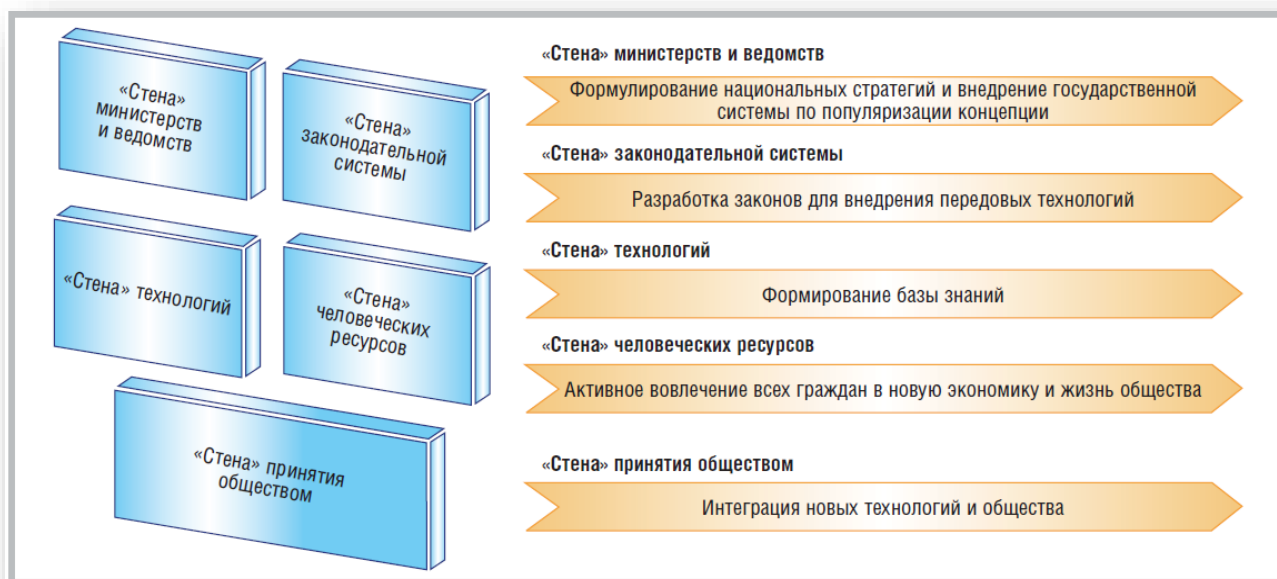 «Стена»
министерств
и ведомств
«Стена»
законодательной
системы
«Стена» технологий
«Стена»
человеческих
ресурсов
«Стена» принятия
обществом
«Стена» министерств и ведомств
Формулирование национальных стратегий и внедрение государственной
системы по популяризации концепции
«Стена» законодательной системы
Разработка законов для внедрения передовых технологий
«Стена» технологий
Формирование базы знаний
«Стена» человеческих ресурсов
Активное вовлечение всех граждан в новую экономику и жизнь общества
«Стена» принятия обществом
Интеграция новых технологий и общества